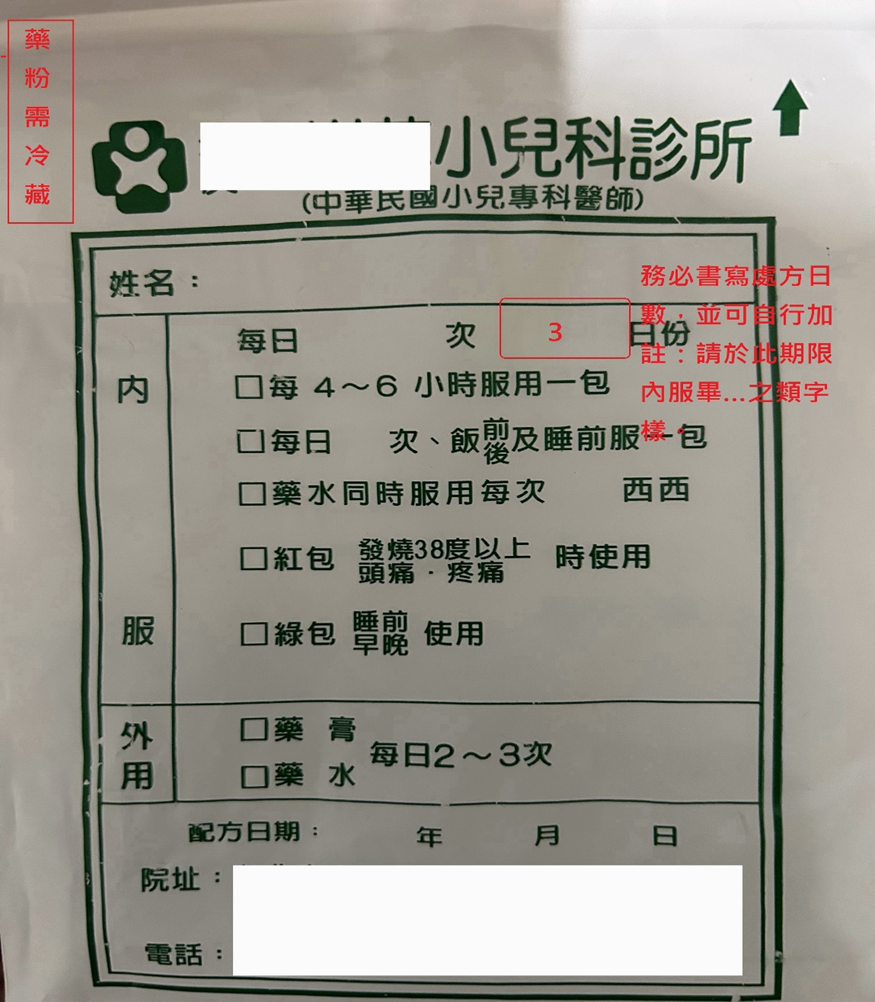 藥
粉
需
冷
藏
小兒科診所
(中華民國小兒專科醫師)
姓名：
務必書寫處方日
數，並可自行加
註：請於此期限
內服畢...之類字
樣。
內
服
每日 次 3 日份
□每 4～6 小時服用一包
□每日 次、飯前後及睡前服一包
□藥水同時服用每次 西西
□紅包 發燒38度以上 頭痛．疼痛 時使用
□綠包 睡前 早晚 使用
外
用
□藥 膏
□藥 水
每日2～3次
配方日期： 年 月 日
院址：
電話：